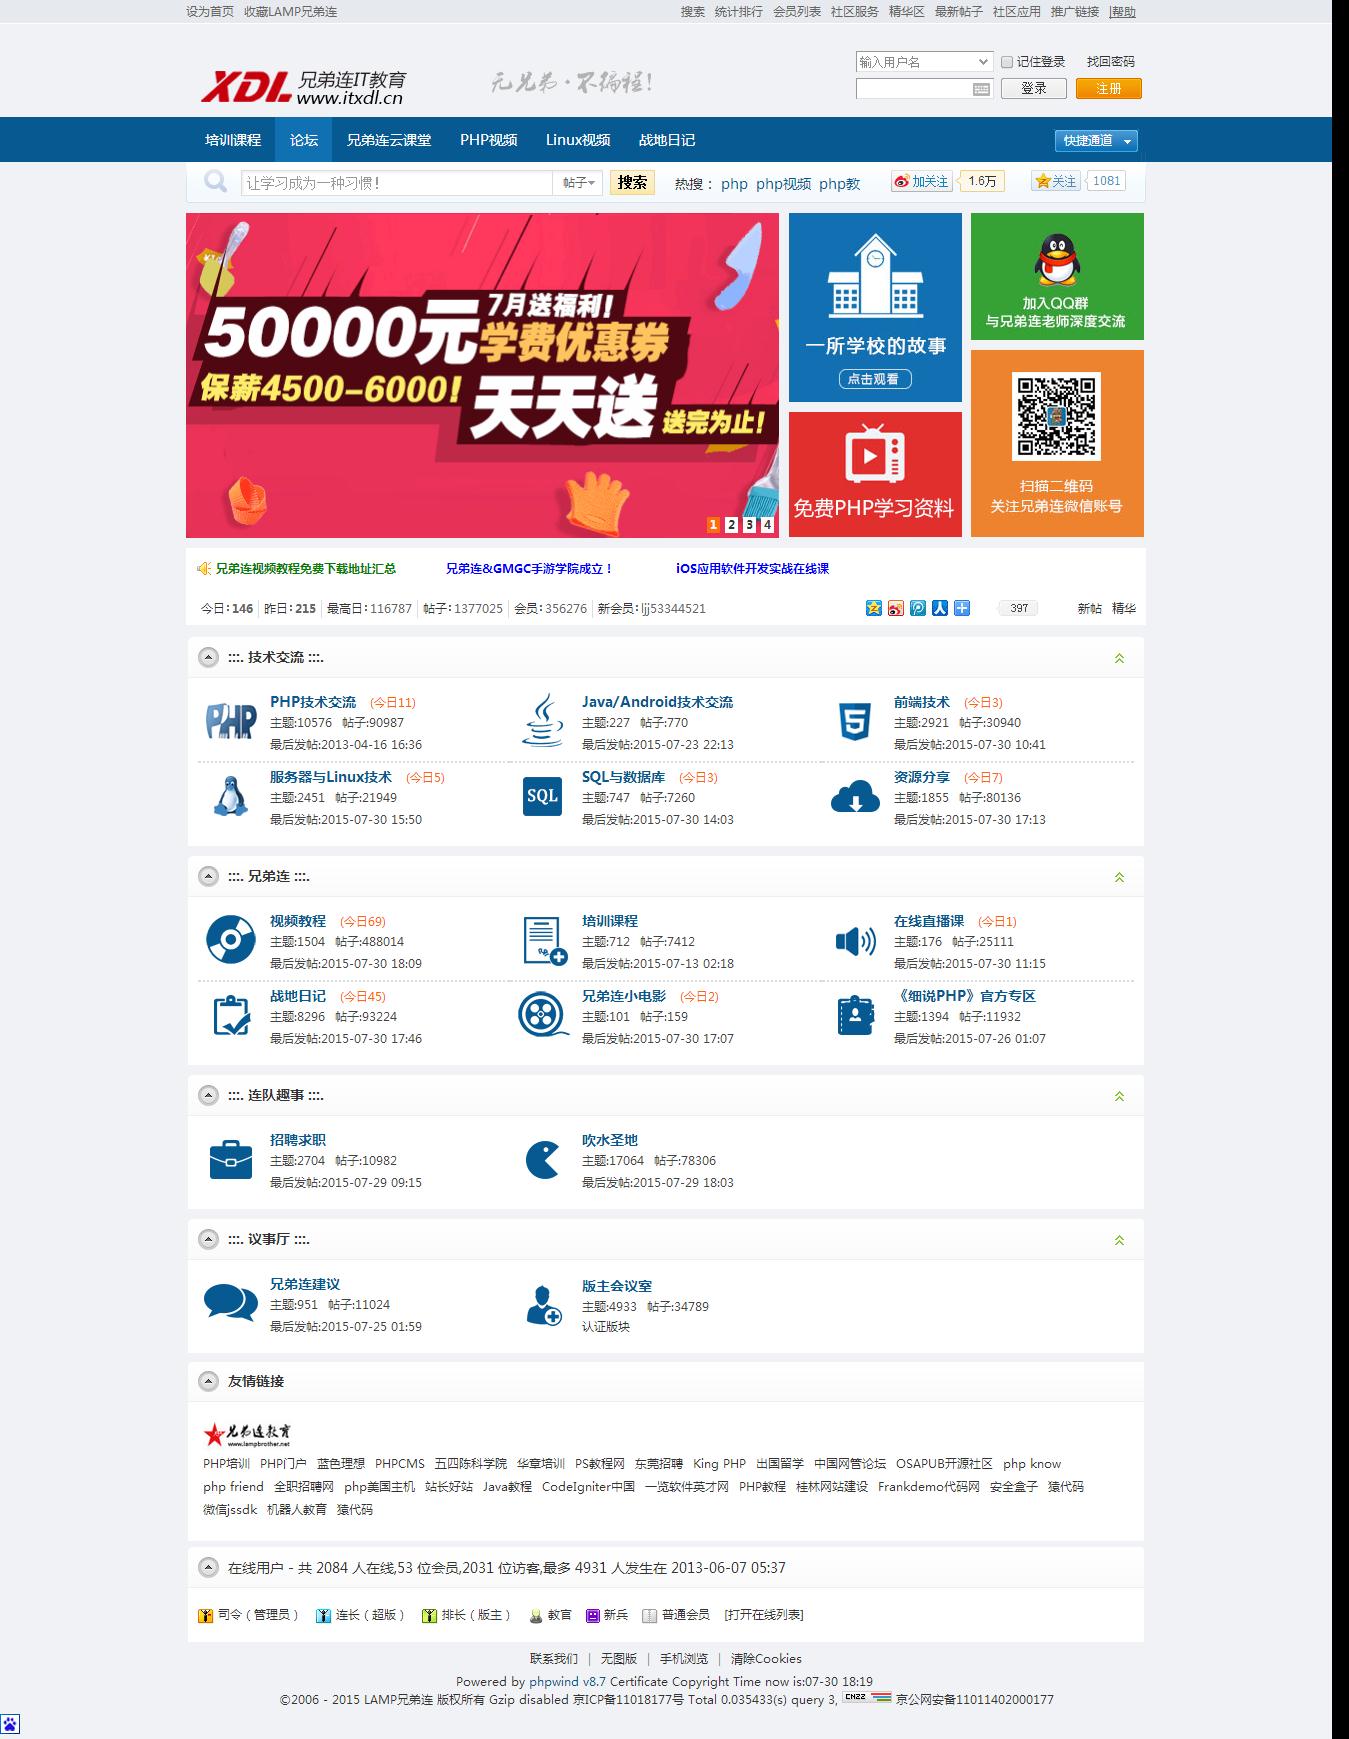 设为首页 收藏LAMP兄弟连
搜索 统计排行 会员列表 社区服务 精华区 最新帖子 社区应用 推广链接 |帮助
XDL 兄弟连IT教育
www.itxdl.cn
无兄弟·不编程!
输入用户名 记住登录 找回密码
登录 注册
培训课程 论坛 兄弟连云课堂 PHP视频 Linux视频 战地日记 快捷通道
让学习成为一种习惯! 帖子 搜索 热搜: php php视频 php教 加关注 1.6万 关注 1081
7月送福利!
50000元学费优惠券
保薪4500-6000! 天天送 送完为止!
1 2 3 4
一所学校的故事
点击观看
免费PHP学习资料
加入QQ群
与兄弟连老师深度交流
扫描二维码
关注兄弟连微信账号
兄弟连视频教程免费下载地址汇总 兄弟连&GMGC手游学院成立! iOS应用软件开发实战在线课
今日:146 昨日:215 最高日:116787 帖子:1377025 会员:356276 新会员:ljj53344521 397 新帖 精华
:::. 技术交流 :::.
PHP技术交流 (今日11)
主题:10576 帖子:90987
最后发帖:2013-04-16 16:36
Java/Android技术交流
主题:227 帖子:770
最后发帖:2015-07-23 22:13
前端技术 (今日3)
主题:2921 帖子:30940
最后发帖:2015-07-30 10:41
服务器与Linux技术 (今日5)
主题:2451 帖子:21949
最后发帖:2015-07-30 15:50
SQL
SQL与数据库 (今日3)
主题:747 帖子:7260
最后发帖:2015-07-30 14:03
资源分享 (今日7)
主题:1855 帖子:80136
最后发帖:2015-07-30 17:13
:::. 兄弟连 :::.
视频教程 (今日69)
主题:1504 帖子:488014
最后发帖:2015-07-30 18:09
培训课程
主题:712 帖子:7412
最后发帖:2015-07-13 02:18
在线直播课 (今日1)
主题:176 帖子:25111
最后发帖:2015-07-30 11:15
战地日记 (今日45)
主题:8296 帖子:93224
最后发帖:2015-07-30 17:46
兄弟连小电影 (今日2)
主题:101 帖子:159
最后发帖:2015-07-30 17:07
《细说PHP》官方专区
主题:1394 帖子:11932
最后发帖:2015-07-26 01:07
:::. 连队趣事 :::.
招聘求职
主题:2704 帖子:10982
最后发帖:2015-07-29 09:15
吹水圣地
主题:17064 帖子:78306
最后发帖:2015-07-29 18:03
:::. 议事厅 :::.
兄弟连建议
主题:951 帖子:11024
最后发帖:2015-07-25 01:59
版主会议室
主题:4933 帖子:34789
认证版块
友情链接
兄弟连教育
www.lampbrother.net
PHP培训 PHP门户 蓝色理想 PHPCMS 五四陈科学院 华章培训 PS教程网 东莞招聘 King PHP 出国留学 中国网管论坛 OSAPUB开源社区 php know
php friend 全职招聘网 php美国主机 站长好站 Java教程 CodeIgniter中国 一览软件英才网 PHP教程 桂林网站建设 Frankdemo代码网 安全盒子 猿代码
微信jssdk 机器人教育 猿代码
在线用户 - 共 2084 人在线,53 位会员,2031 位访客,最多 4931 人发生在 2013-06-07 05:37
司令(管理员) 连长(超版) 排长(版主) 教官 新兵 普通会员 [打开在线列表]
联系我们 | 无图版 | 手机浏览 | 清除Cookies
Powered by phpwind v8.7 Certificate Copyright Time now is:07-30 18:19
©2006 - 2015 LAMP兄弟连 版权所有 Gzip disabled 京ICP备11018177号 Total 0.035433(s) query 3, CNZZ 京公网安备11011402000177